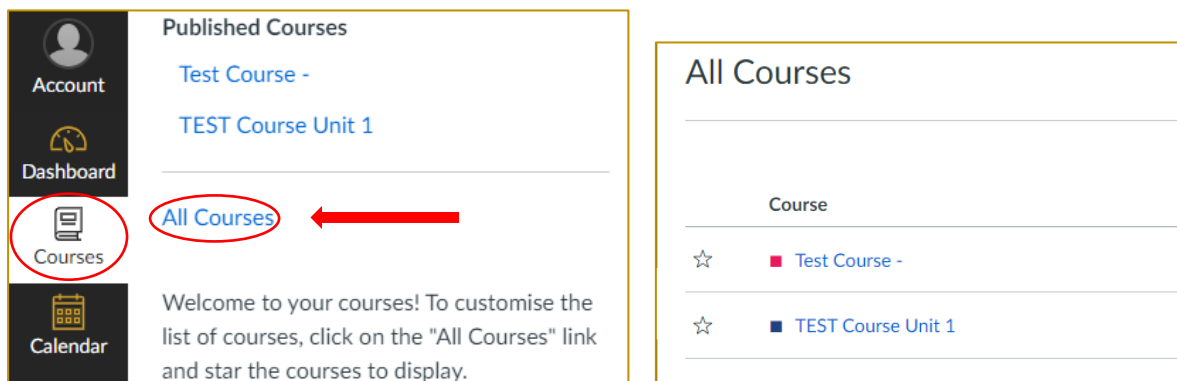 Account
Dashboard
Courses
Calendar
Published Courses
Test Course -
TEST Course Unit 1
All Courses
Welcome to your courses! To customise the
list of courses, click on the "All Courses" link
and star the courses to display.
All Courses
Course
Test Course -
TEST Course Unit 1